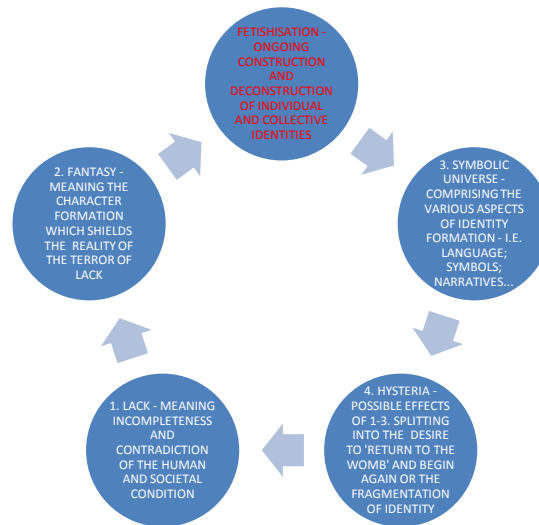 FETISHISATION -
ONGOING
CONSTRUCTION
AND
DECONSTRUCTION
OF INDIVIDUAL
AND COLLECTIVE
IDENTITIES
3. SYMBOLIC
UNIVERSE -
COMPRISING THE
VARIOUS ASPECTS
OF IDENTITY
FORMATION - I.E.
LANGUAGE;
SYMBOLS;
NARRATIVES...
4. HYSTERIA -
POSSIBLE EFFECTS
OF 1-3. SPLITTING
INTO THE DESIRE
TO 'RETURN TO THE
WOMB' AND BEGIN
AGAIN OR THE
FRAGMENTATION
OF IDENTITY
1. LACK - MEANING
INCOMPLETENESS
AND
CONTRADICTION
OF THE HUMAN
AND SOCIETAL
CONDITION
2. FANTASY -
MEANING THE
CHARACTER
FORMATION
WHICH SHIELDS
THE REALITY OF
THE TERROR OF
LACK